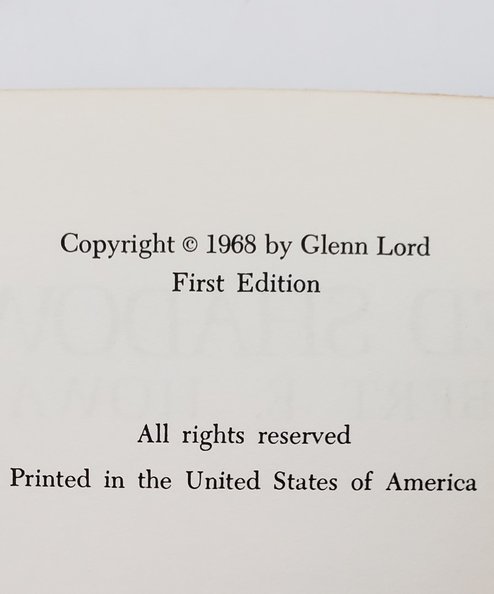 Copyright © 1968 by Glenn Lord
First Edition
All rights reserved
Printed in the United States of America